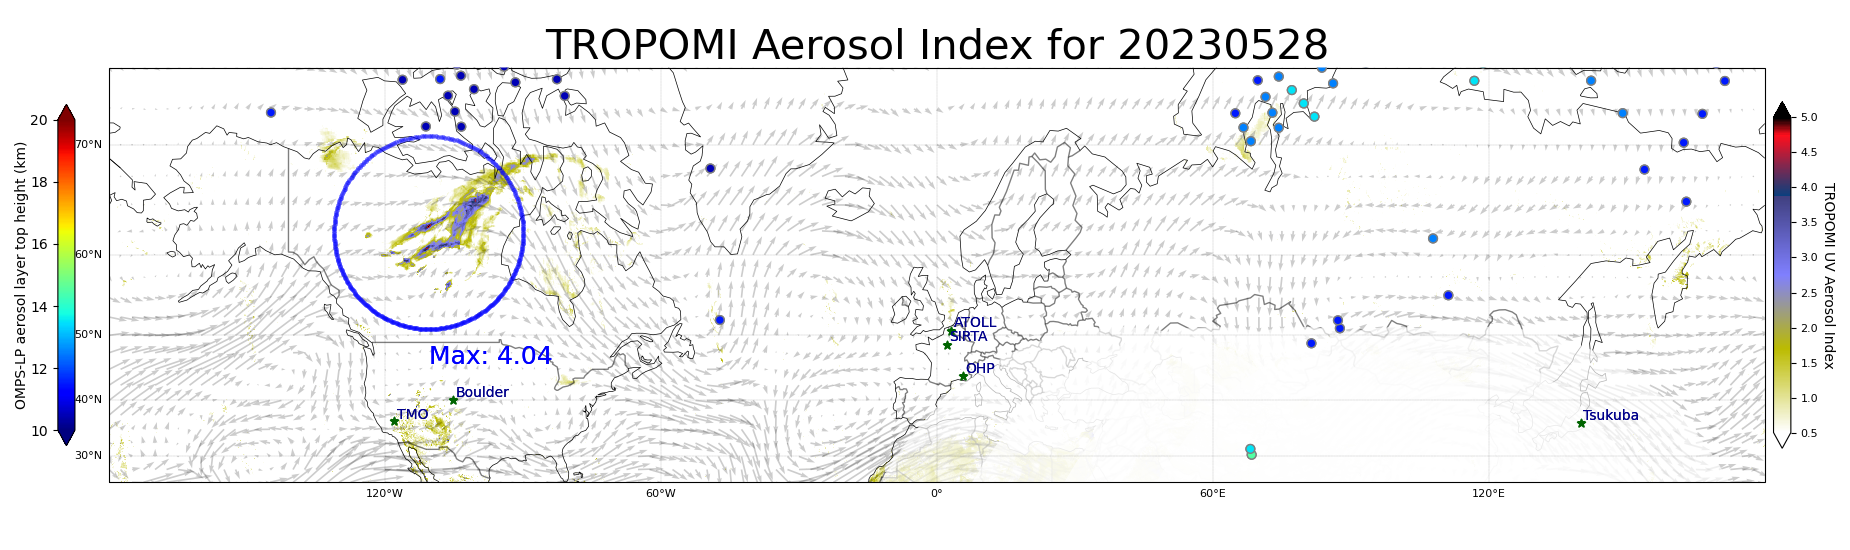 TROPOMI Aerosol Index for 20230528
20
18
16
14
12
10
OMPS-LP aerosol layer top height (km)
70°N
60°N
50°N
40°N
30°N
120°W
60°W
0°
60°E
120°E
Max: 4.04
Boulder
TMO
ATOLL
SIRTA
OHP
Tsukuba
5.0
4.5
4.0
3.5
3.0
2.5
2.0
1.5
1.0
0.5
TROPOMI UV Aerosol Index